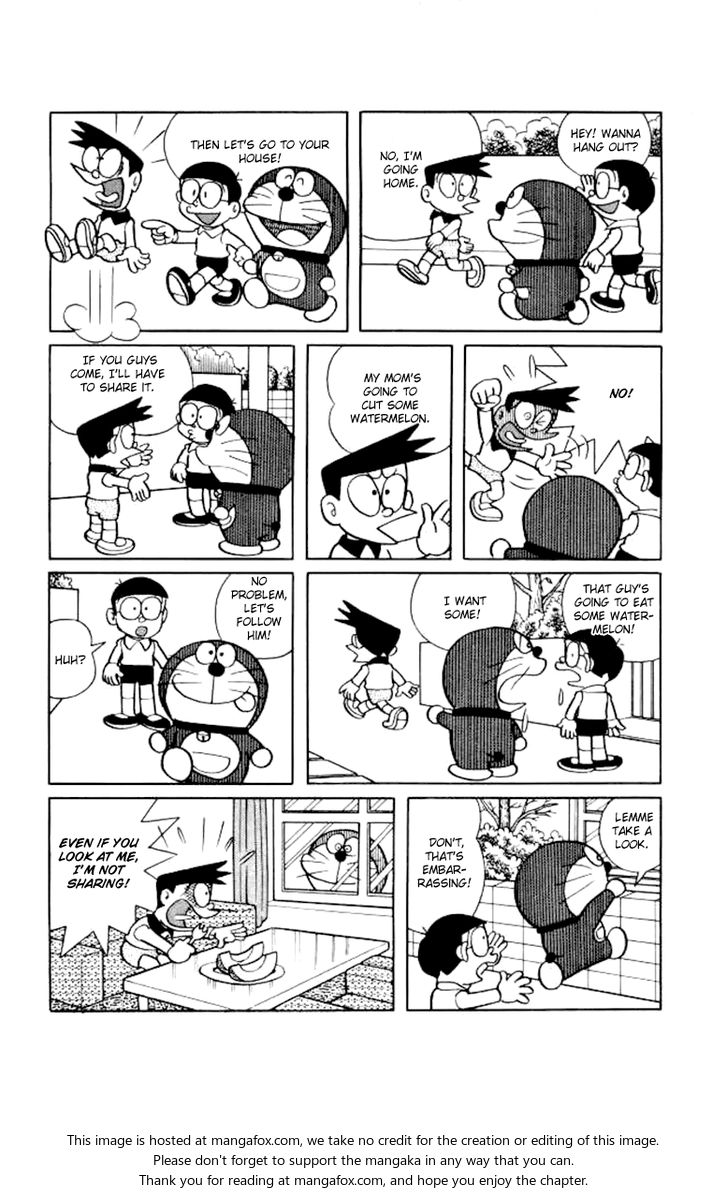 HEY! WANNA
HANG OUT?
NO, I'M
GOING
HOME.
THEN LET'S GO TO YOUR
HOUSE!
NO!
MY MOM'S
GOING TO
CUT SOME
WATERMELON.
IF YOU GUYS
COME, I'LL HAVE
TO SHARE IT.
THAT GUY'S
GOING TO EAT
SOME WATER-
MELON!
I WANT
SOME!
NO
PROBLEM,
LET'S
FOLLOW
HIM!
HUH?
LEMME
TAKE A
LOOK.
DON'T,
THAT'S
EMBAR-
RASSING!
EVEN IF YOU
LOOK AT ME,
I'M NOT
SHARING!
This image is hosted at mangafox.com, we take no credit for the creation or editing of this image.
Please don't forget to support the mangaka in any way that you can.
Thank you for reading at mangafox.com, and hope you enjoy the chapter.